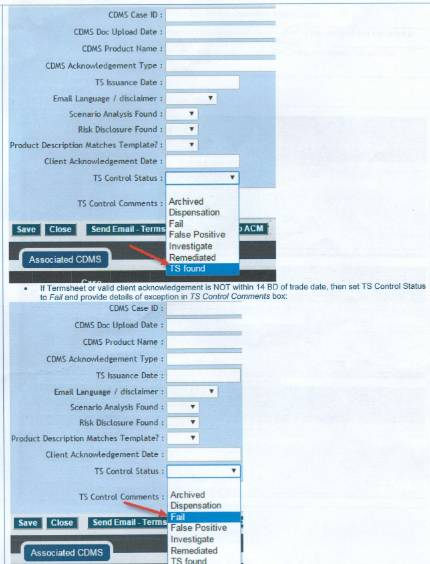 CDMS Case ID :
CDMS Doc Upload Date :
CDMS Product Name :
CDMS Acknowledgement Type :
TS Issuance Date :
Email Language / disclaimer :
Scenario Analysis Found :
Risk Disclosure Found :
Product Description Matches Template? :
Client Acknowledgement Date :
TS Control Status :
TS Control Comments :
Archived
Dispensation
Fail
False Positive
Investigate
Remediated
TS found
Save Close Send Email - Terms ACM
Associated CDMS
• If Termsheet or valid client acknowledgement is NOT within 14 BD of trade date, then set TS Control Status
to Fail and provide details of exception in TS Control Comments box:
CDMS Case ID :
CDMS Doc Upload Date :
CDMS Product Name :
CDMS Acknowledgement Type :
TS Issuance Date :
Email Language / disclaimer :
Scenario Analysis Found :
Risk Disclosure Found :
Product Description Matches Template? :
Client Acknowledgement Date :
TS Control Status :
TS Control Comments :
Archived
Dispensation
Fail
False Positive
Investigate
Remediated
TS found
Save Close Send Email - Terms
Associated CDMS